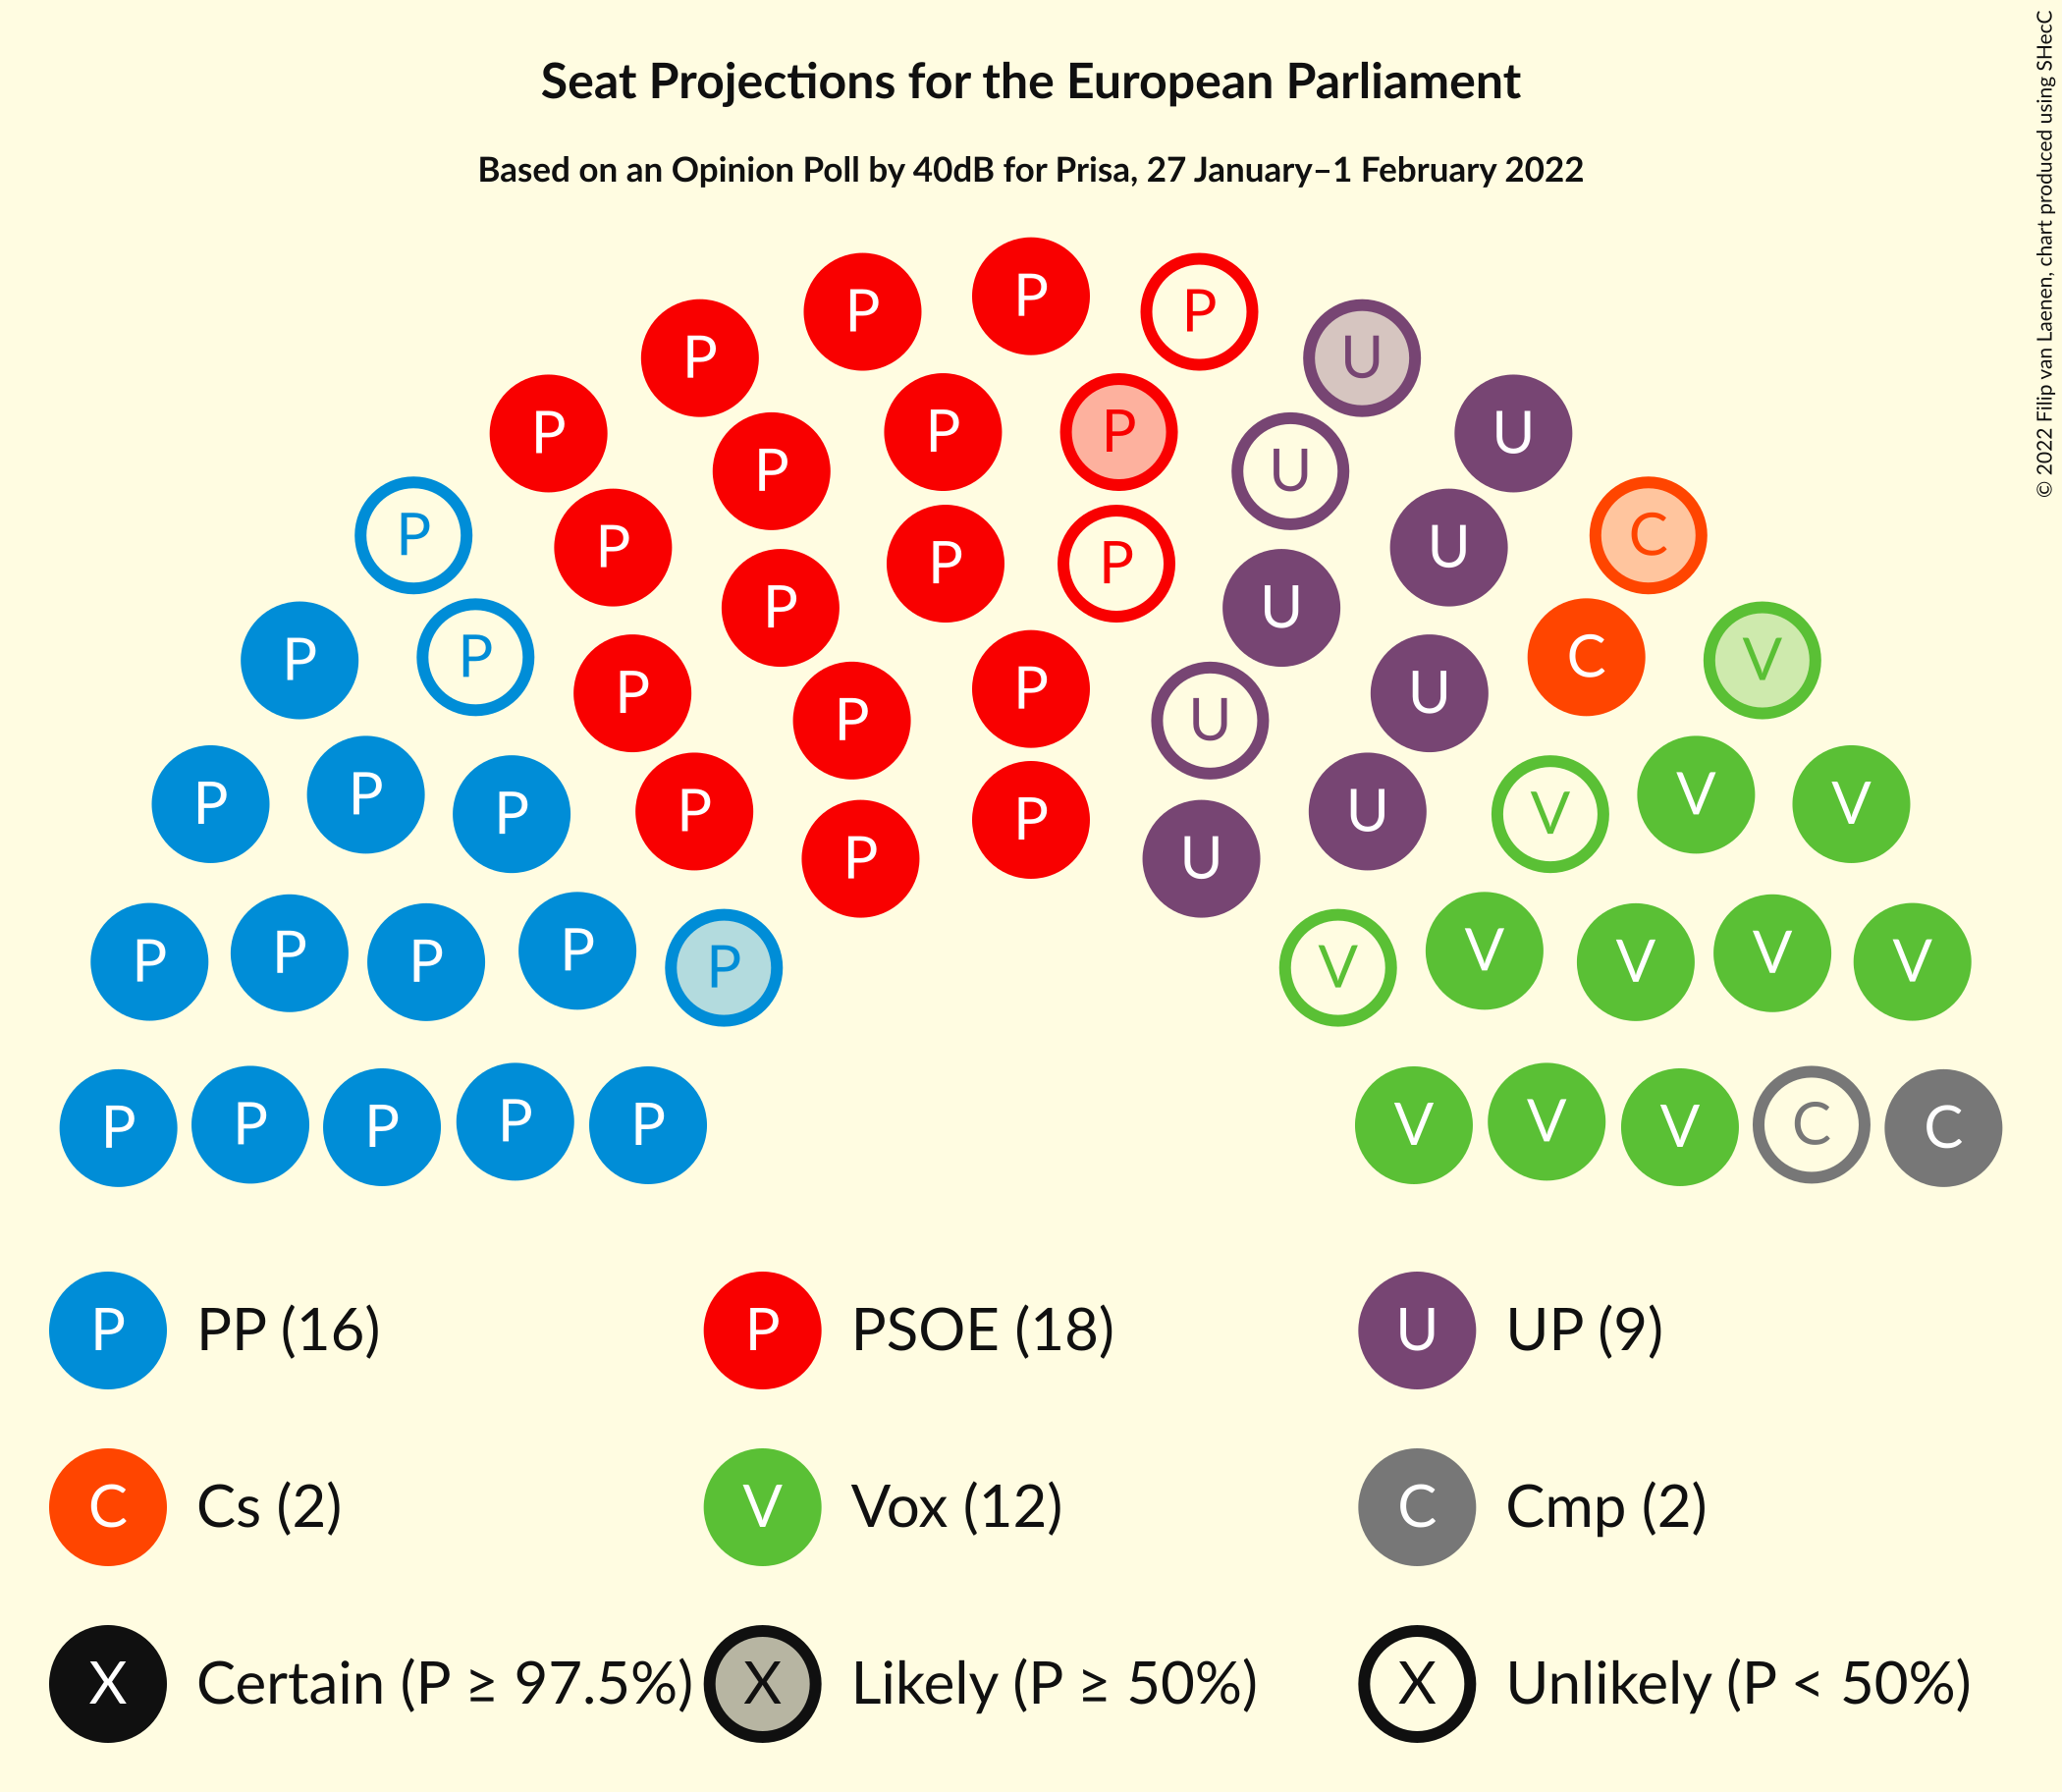 Seat Projections for the European Parliament
Based on an Opinion Poll by 40dB for Prisa, 27 January–1 February 2022
© 2022 Filip van Laenen, chart produced using SHecC
P
P P
P U
P P P U
P U
P P P P U C
P U
P P P P U C V
P U
P P P P P U V V V
P U
P P P P P V V V V V
P P P P P V V V C C
P PP (16) P PSOE (18) U UP (9)
C Cs (2) V Vox (12) C Cmp (2)
X Certain (P ≥ 97.5%) X Likely (P ≥ 50%) X Unlikely (P < 50%)